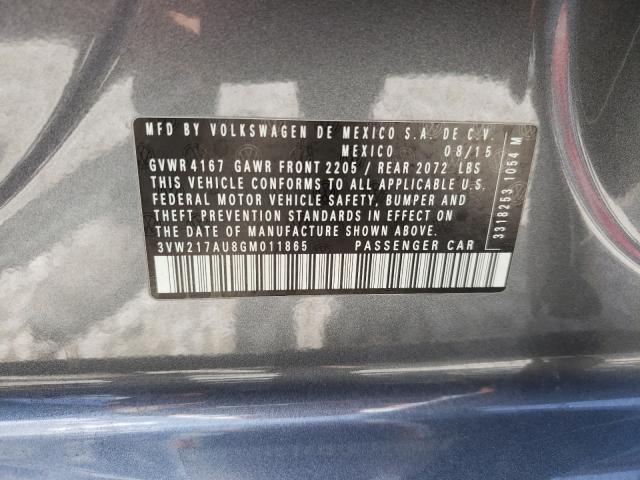 MFD BY VOLKSWAGEN DE MEXICO S.A. DE C.V.
MEXICO 08/15
GVWR 4167 GAWR FRONT 2205 / REAR 2072 LBS
THIS VEHICLE CONFORMS TO ALL APPLICABLE U.S.
FEDERAL MOTOR VEHICLE SAFETY, BUMPER AND
THEFT PREVENTION STANDARDS IN EFFECT ON
THE DATE OF MANUFACTURE SHOWN ABOVE.
3VW217AU8GM011865 PASSENGER CAR
3318253 1054 M